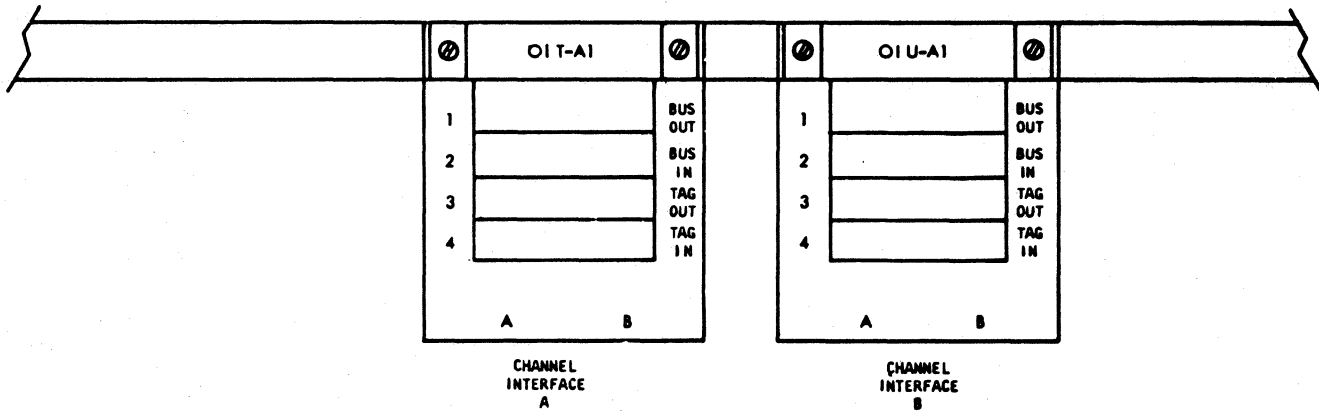 01T-A1
1
BUS
OUT
2
BUS
IN
3
TAG
OUT
4
TAG
IN
A B
CHANNEL
INTERFACE
A
01U-A1
1
BUS
OUT
2
BUS
IN
3
TAG
OUT
4
TAG
IN
A B
CHANNEL
INTERFACE
B